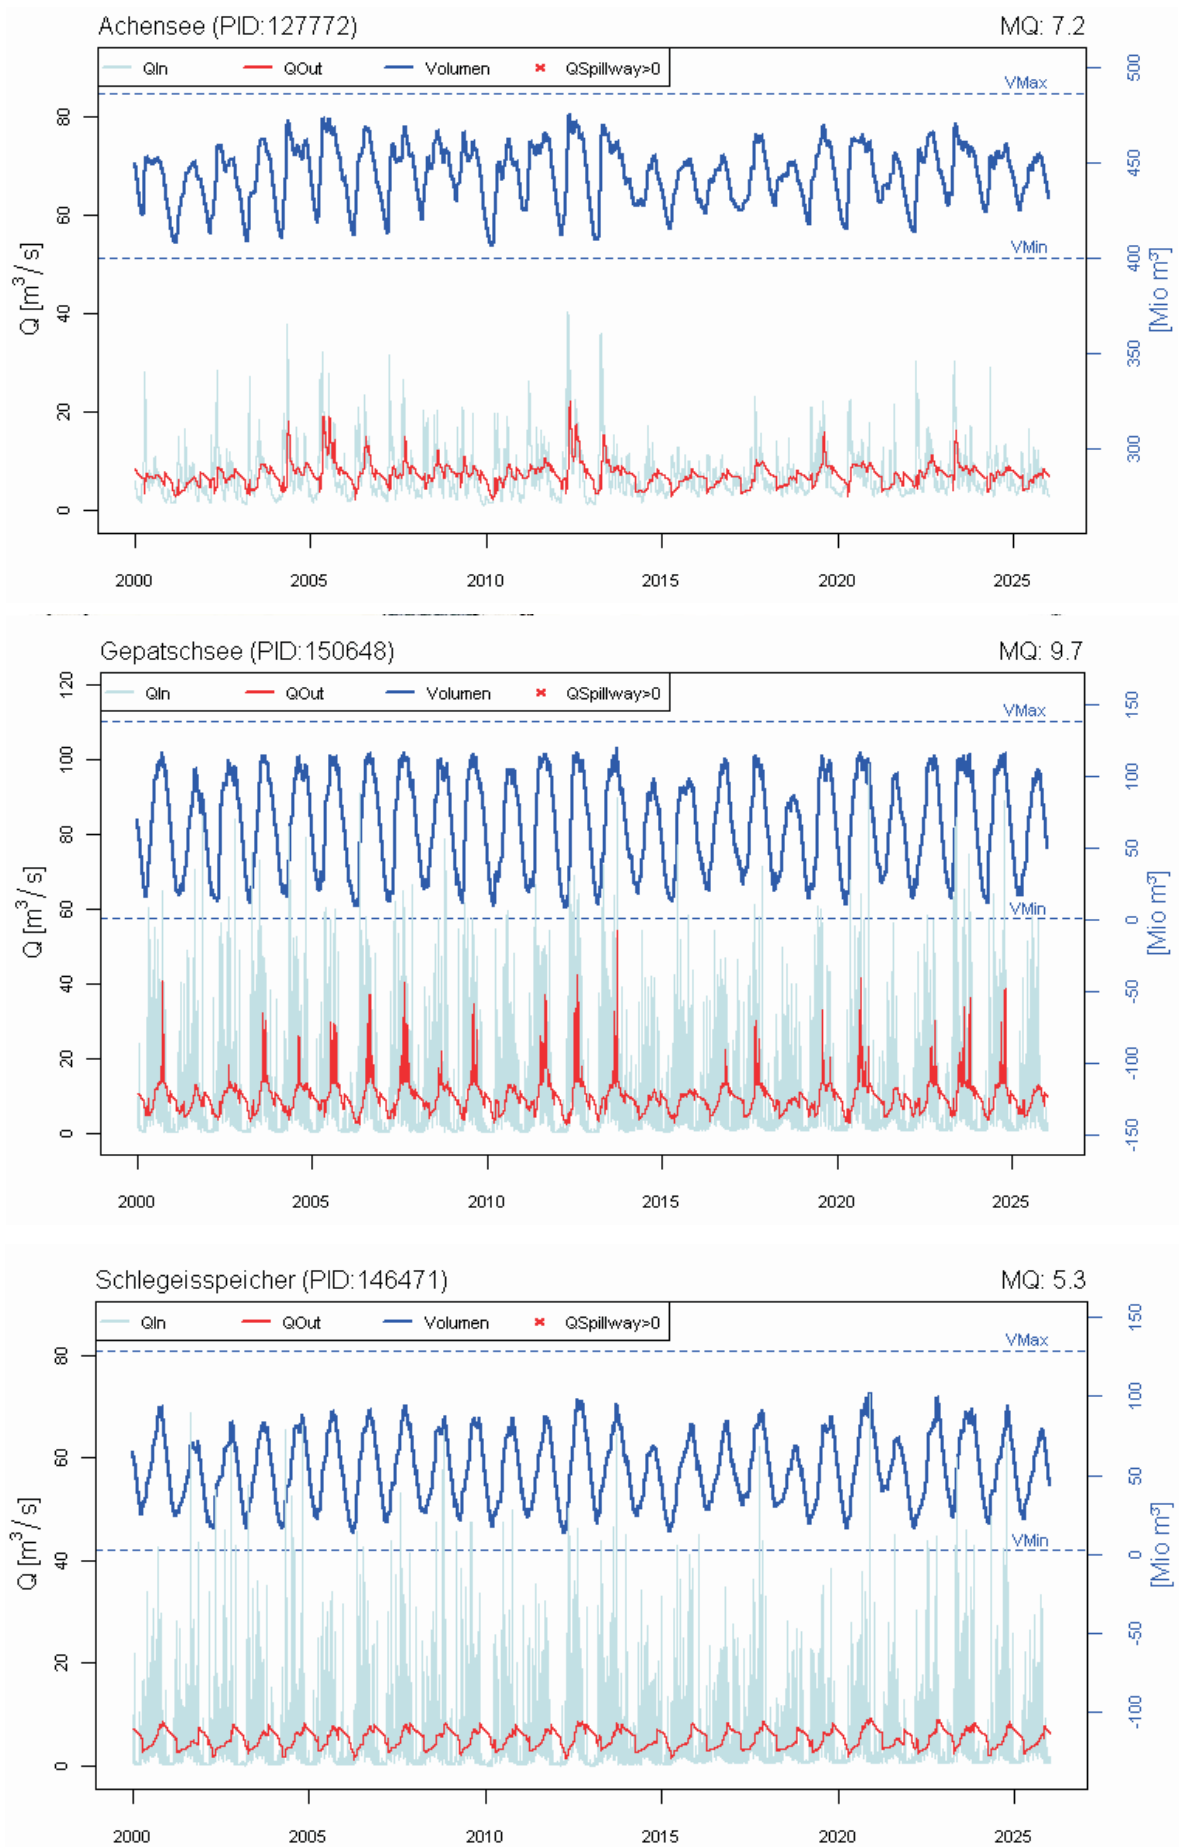 Achensee (PID:127772) MQ: 7.2
QIn QOut Volumen QSpillway>0
VMax
VMin
Q [m³/s]
0 20 40 60 80
[Mio m³]
300 350 400 450 500
2000 2005 2010 2015 2020 2025
Gepatschsee (PID:150648) MQ: 9.7
QIn QOut Volumen QSpillway>0
VMax
VMin
Q [m³/s]
0 20 40 60 80 100 120
[Mio m³]
-150 -100 -50 0 50 100 150
2000 2005 2010 2015 2020 2025
Schlegeisspeicher (PID:146471) MQ: 5.3
QIn QOut Volumen QSpillway>0
VMax
VMin
Q [m³/s]
0 20 40 60 80
[Mio m³]
-100 -50 0 50 100 150
2000 2005 2010 2015 2020 2025